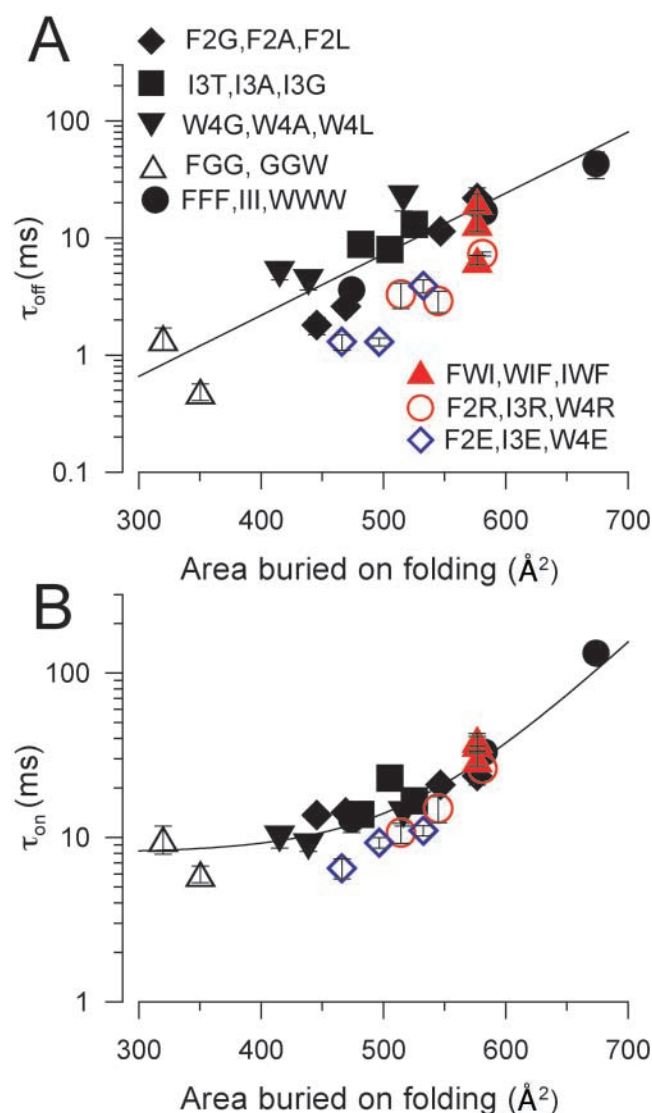 A
F2G,F2A,F2L
I3T,I3A,I3G
W4G,W4A,W4L
FGG, GGW
FFF,III,WWW
100
10
1
0.1
τoff (ms)
FWI,WIF,IWF
F2R,I3R,W4R
F2E,I3E,W4E
300 400 500 600 700
Area buried on folding (Å²)
B
100
10
1
τon (ms)
300 400 500 600 700
Area buried on folding (Å²)